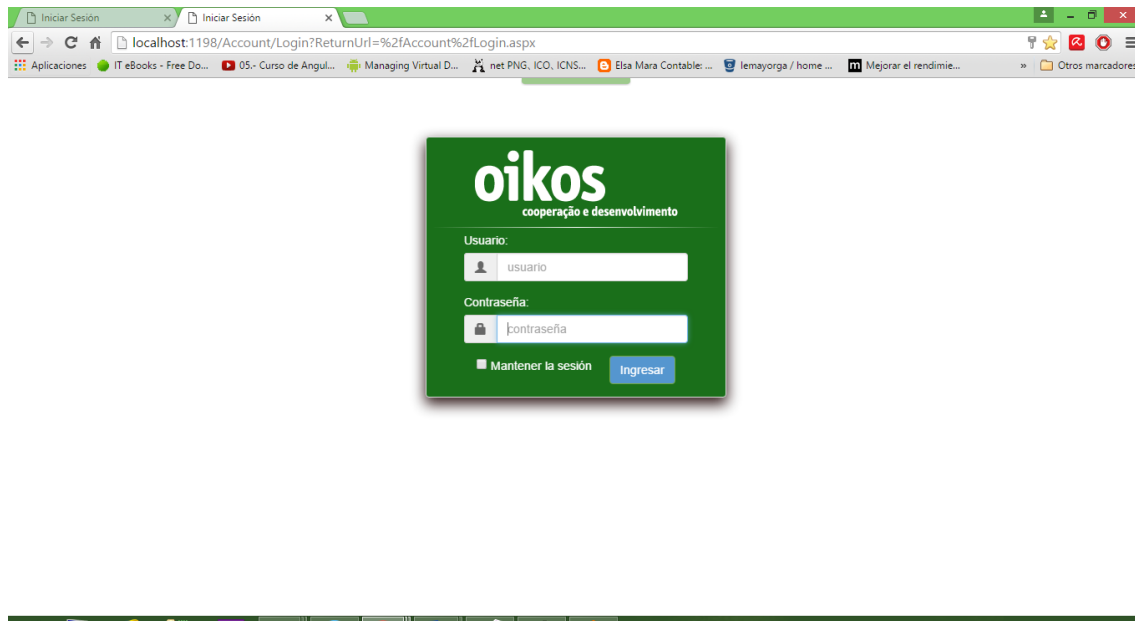 Iniciar Sesión
Iniciar Sesión
localhost:1198/Account/Login?ReturnUrl=%2fAccount%2fLogin.aspx
Aplicaciones
IT eBooks - Free Do...
05.- Curso de Angul...
Managing Virtual D...
net PNG, ICO, ICNS...
Elsa Mara Contable: ...
lemayorga / home ...
m
Mejorar el rendimie...
»
Otros marcadores
oikos
cooperação e desenvolvimento
Usuario:
usuario
Contraseña:
contraseña
Mantener la sesión
Ingresar